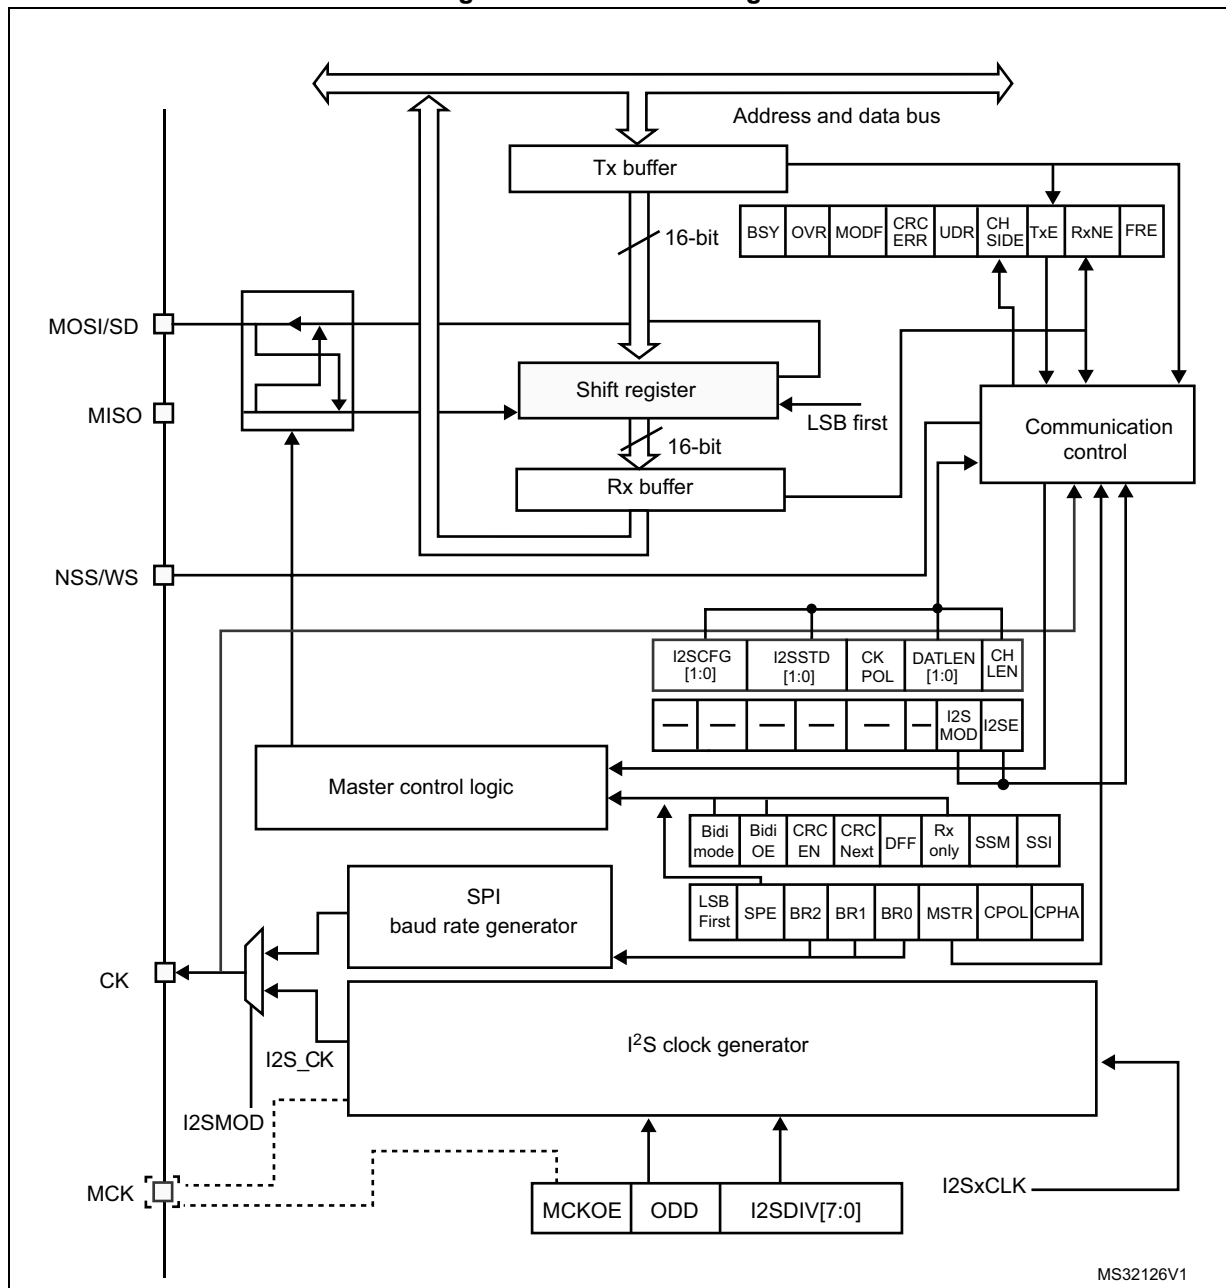 Address and data bus
Tx buffer
16-bit
BSY OVR MODF CRC ERR UDR CH SIDE TxE RxNE FRE
MOSI/SD
Shift register
MISO
LSB first
Communication control
16-bit
Rx buffer
NSS/WS
I2SCFG [1:0] I2SSTD [1:0] CK POL DATLEN [1:0] CH LEN
— — — — — — I2S MOD I2SE
Master control logic
Bidi mode Bidi OE CRC EN CRC Next DFF Rx only SSM SSI
SPI
baud rate generator
LSB First SPE BR2 BR1 BR0 MSTR CPOL CPHA
CK
I2S clock generator
I2S_CK
I2SMOD
MCK
I2SxCLK
MCKOE ODD I2SDIV[7:0]
MS32126V1